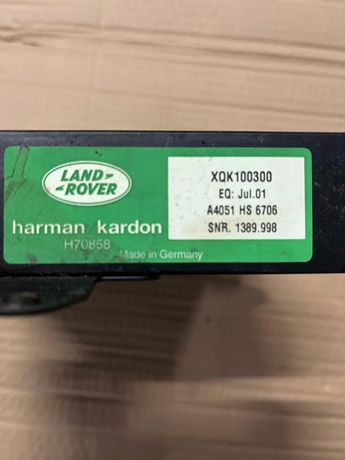 LAND
ROVER
harman/kardon
H70858
Made in Germany
XQK100300
EQ: Jul.01
A4051 HS 6706
SNR. 1389.998